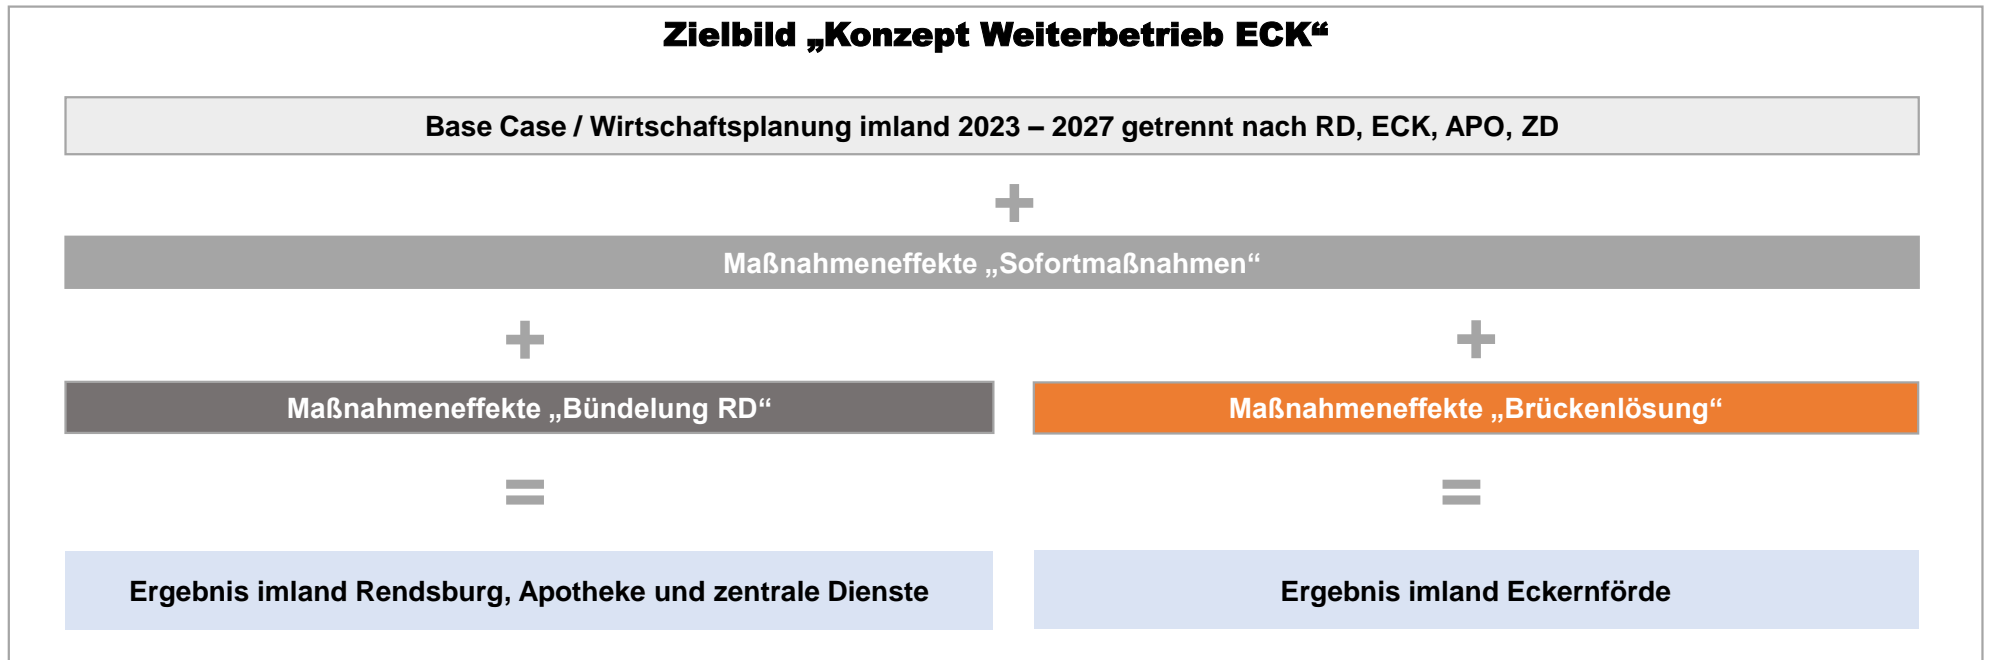 Zielbild „Konzept Weiterbetrieb ECK“
Base Case / Wirtschaftsplanung imland 2023 – 2027 getrennt nach RD, ECK, APO, ZD
+
Maßnahmeneffekte „Sofortmaßnahmen“
+ +
Maßnahmeneffekte „Bündelung RD“
Maßnahmeneffekte „Brückenlösung“
= =
Ergebnis imland Rendsburg, Apotheke und zentrale Dienste
Ergebnis imland Eckernförde